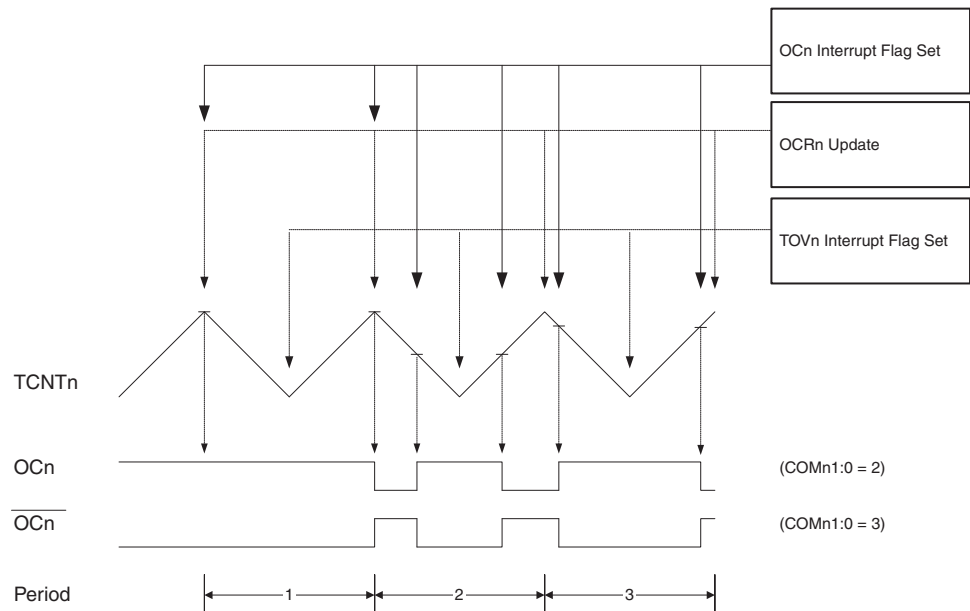 OCn Interrupt Flag Set
OCRn Update
TOVn Interrupt Flag Set
TCNTn
OCn
(COMn1:0 = 2)
OCn
(COMn1:0 = 3)
Period
1
2
3